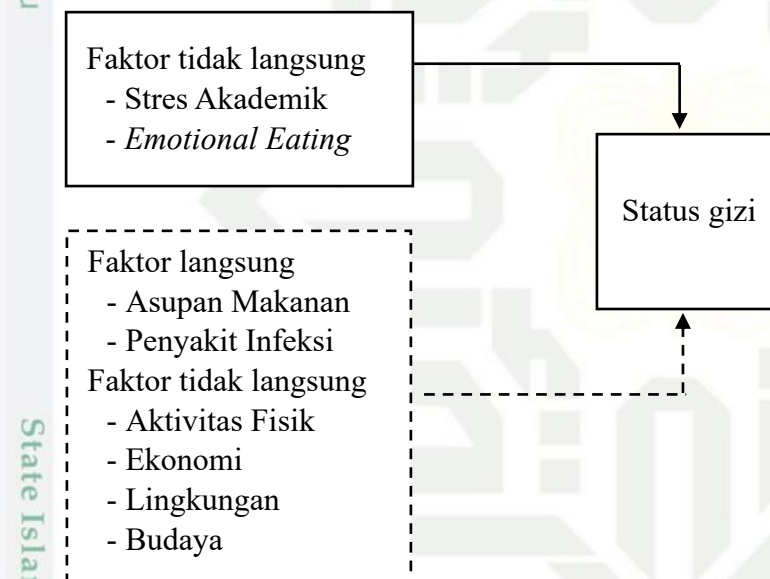 Faktor tidak langsung
- Stres Akademik
- Emotional Eating
Status gizi
Faktor langsung
- Asupan Makanan
- Penyakit Infeksi
Faktor tidak langsung
- Aktivitas Fisik
- Ekonomi
- Lingkungan
- Budaya
State Islam